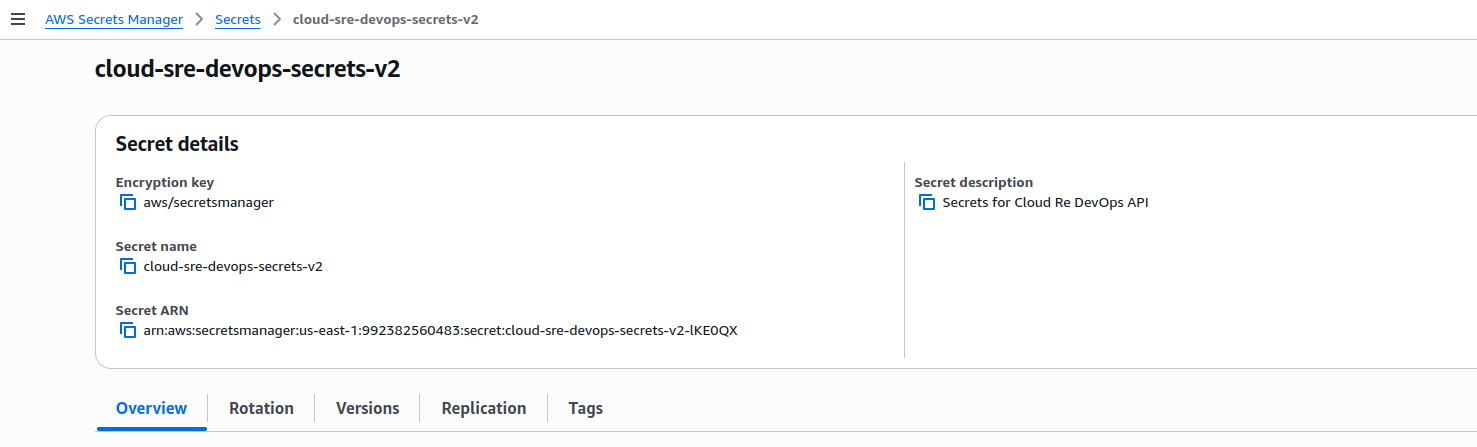 AWS Secrets Manager > Secrets > cloud-sre-devops-secrets-v2
cloud-sre-devops-secrets-v2
Secret details
Encryption key
aws/secretsmanager
Secret name
cloud-sre-devops-secrets-v2
Secret ARN
arn:aws:secretsmanager:us-east-1:992382560483:secret:cloud-sre-devops-secrets-v2-lKE0QX
Secret description
Secrets for Cloud Re DevOps API
Overview Rotation Versions Replication Tags